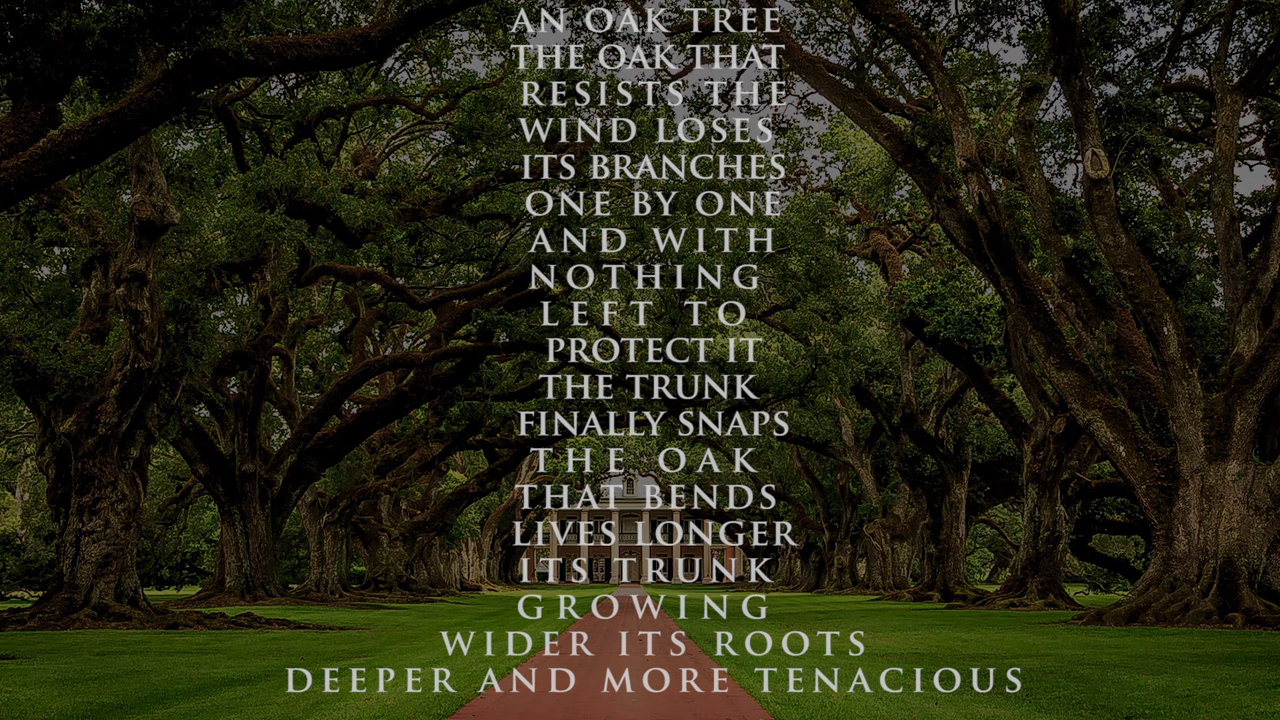 AN OAK TREE
THE OAK THAT
RESISTS THE
WIND LOSES
ITS BRANCHES
ONE BY ONE
AND WITH
NOTHING
LEFT TO
PROTECT IT
THE TRUNK
FINALLY SNAPS
THE OAK
THAT BENDS
LIVES LONGER
ITS TRUNK
GROWING
WIDER ITS ROOTS
DEEPER AND MORE TENACIOUS